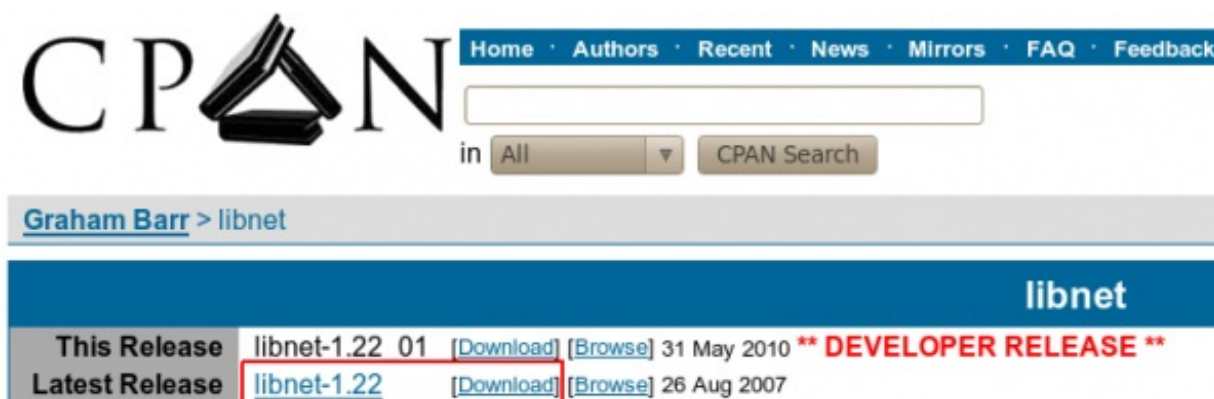 CPAN
Home · Authors · Recent · News · Mirrors · FAQ · Feedback
in All CPAN Search
Graham Barr > libnet
libnet
This Release libnet-1.22_01 [Download] [Browse] 31 May 2010 ** DEVELOPER RELEASE **
Latest Release libnet-1.22 [Download] [Browse] 26 Aug 2007